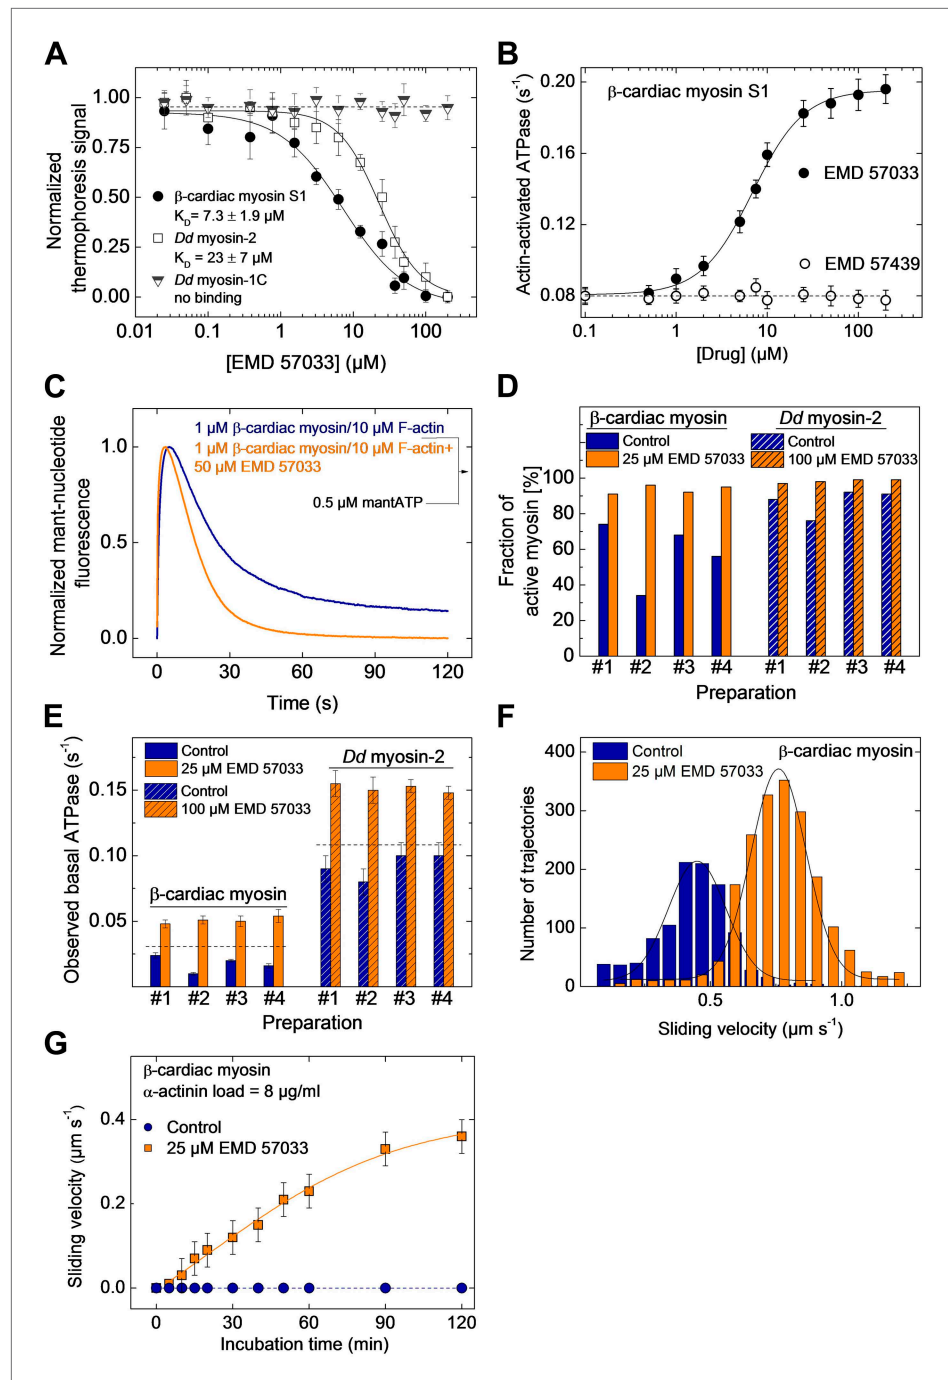 A
Normalized
thermophoresis signal
1.00
0.75
0.50
0.25
0.00
β-cardiac myosin S1
K_D = 7.3 ± 1.9 µM
Dd myosin-2
K_D = 23 ± 7 µM
Dd myosin-1C
no binding
0.01 0.1 1 10 100
[EMD 57033] (µM)
B
Actin-activated ATPase (s⁻¹)
0.20
0.16
0.12
0.08
β-cardiac myosin S1
EMD 57033
EMD 57439
0.1 1 10 100
[Drug] (µM)
C
Normalized mant-nucleotide
fluorescence
1.0
0.5
0.0
1 µM β-cardiac myosin/10 µM F-actin
1 µM β-cardiac myosin/10 µM F-actin+
50 µM EMD 57033
0.5 µM mantATP
0 30 60 90 120
Time (s)
D
Fraction of
active myosin [%]
100
80
60
40
20
0
β-cardiac myosin
Control
25 µM EMD 57033
Dd myosin-2
Control
100 µM EMD 57033
#1 #2 #3 #4 #1 #2 #3 #4
Preparation
E
Observed basal ATPase (s⁻¹)
0.15
0.10
0.05
Control
25 µM EMD 57033
Control
100 µM EMD 57033
Dd myosin-2
β-cardiac myosin
#1 #2 #3 #4 #1 #2 #3 #4
Preparation
F
Number of trajectories
400
300
200
100
0
Control
25 µM EMD 57033
β-cardiac myosin
0.5 1.0
Sliding velocity (µm s⁻¹)
G
Sliding velocity (µm s⁻¹)
0.4
0.2
0.0
β-cardiac myosin
α-actinin load = 8 µg/ml
Control
25 µM EMD 57033
0 30 60 90 120
Incubation time (min)